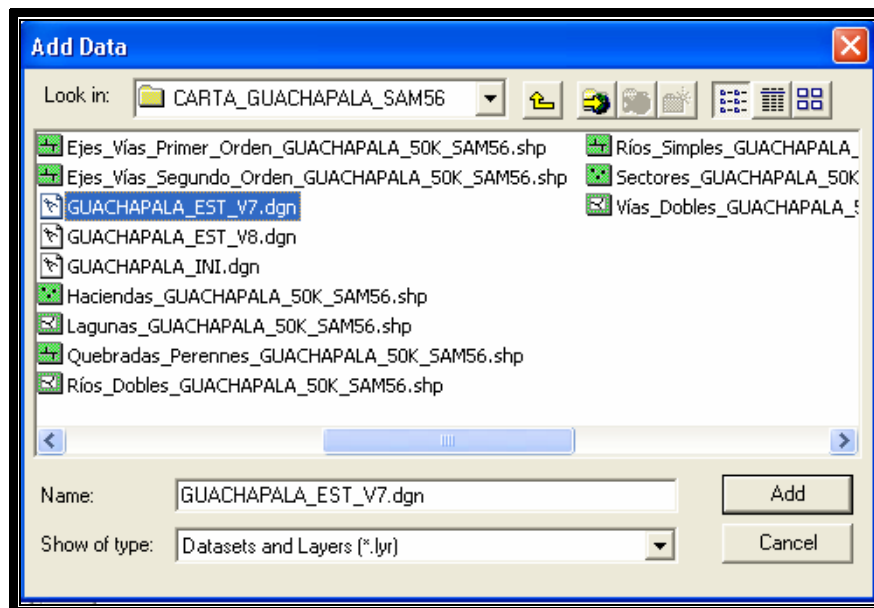 Add Data
Look in: CARTA_GUACHAPALA_SAM56
Ejes_Vías_Primer_Orden_GUACHAPALA_50K_SAM56.shp
Ejes_Vías_Segundo_Orden_GUACHAPALA_50K_SAM56.shp
GUACHAPALA_EST_V7.dgn
GUACHAPALA_EST_V8.dgn
GUACHAPALA_INI.dgn
Haciendas_GUACHAPALA_50K_SAM56.shp
Lagunas_GUACHAPALA_50K_SAM56.shp
Quebradas_Perennes_GUACHAPALA_50K_SAM56.shp
Ríos_Dobles_GUACHAPALA_50K_SAM56.shp
Ríos_Simples_GUACHAPALA_
Sectores_GUACHAPALA_50K
Vías_Dobles_GUACHAPALA_5
Name: GUACHAPALA_EST_V7.dgn
Add
Show of type: Datasets and Layers (*.lyr)
Cancel